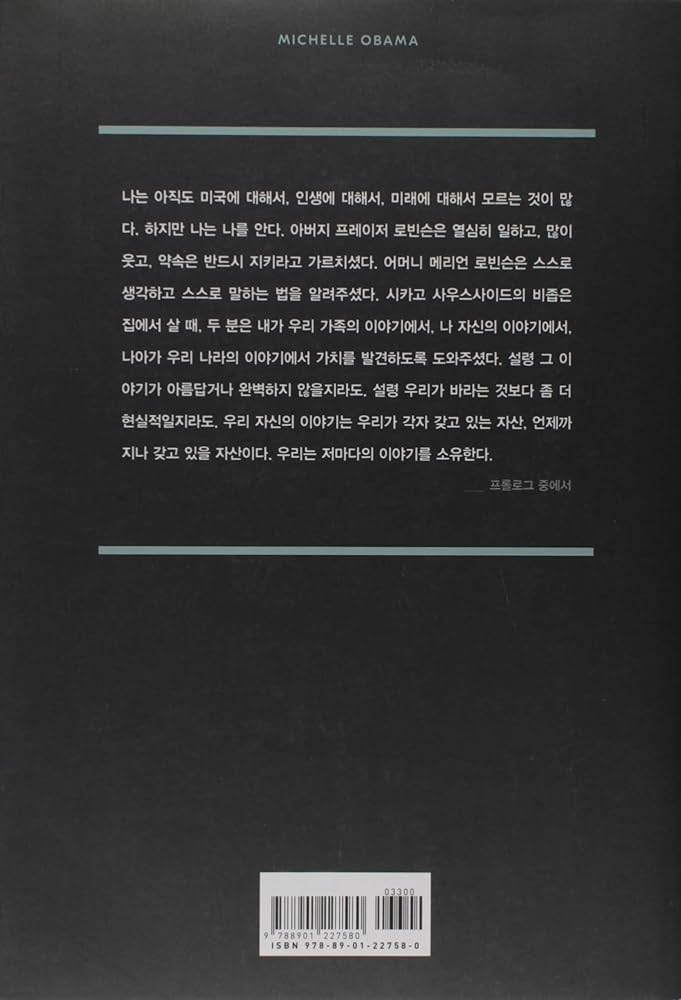 MICHELLE OBAMA
나는 아직도 미국에 대해서, 인생에 대해서, 미래에 대해서 모르는 것이 많
다. 하지만 나는 나를 안다. 아버지 프레이저 로빈슨은 열심히 일하고, 많이
웃고, 약속은 반드시 지키라고 가르치셨다. 어머니 메리언 로빈슨은 스스로
생각하고 스스로 말하는 법을 알려주셨다. 시카고 사우스사이드의 비좁은
집에서 살 때, 두 분은 내가 우리 가족의 이야기에서, 나 자신의 이야기에서,
나아가 우리 나라의 이야기에서 가치를 발견하도록 도와주셨다. 설령 그 이
야기가 아름답거나 완벽하지 않을지라도. 설령 우리가 바라는 것보다 좀 더
현실적일지라도. 우리 자신의 이야기는 우리가 각자 갖고 있는 자산, 언제까
지나 갖고 있을 자산이다. 우리는 저마다의 이야기를 소유한다.
___ 프롤로그 중에서
03300
9 788901 227580
ISBN 978-89-01-22758-0